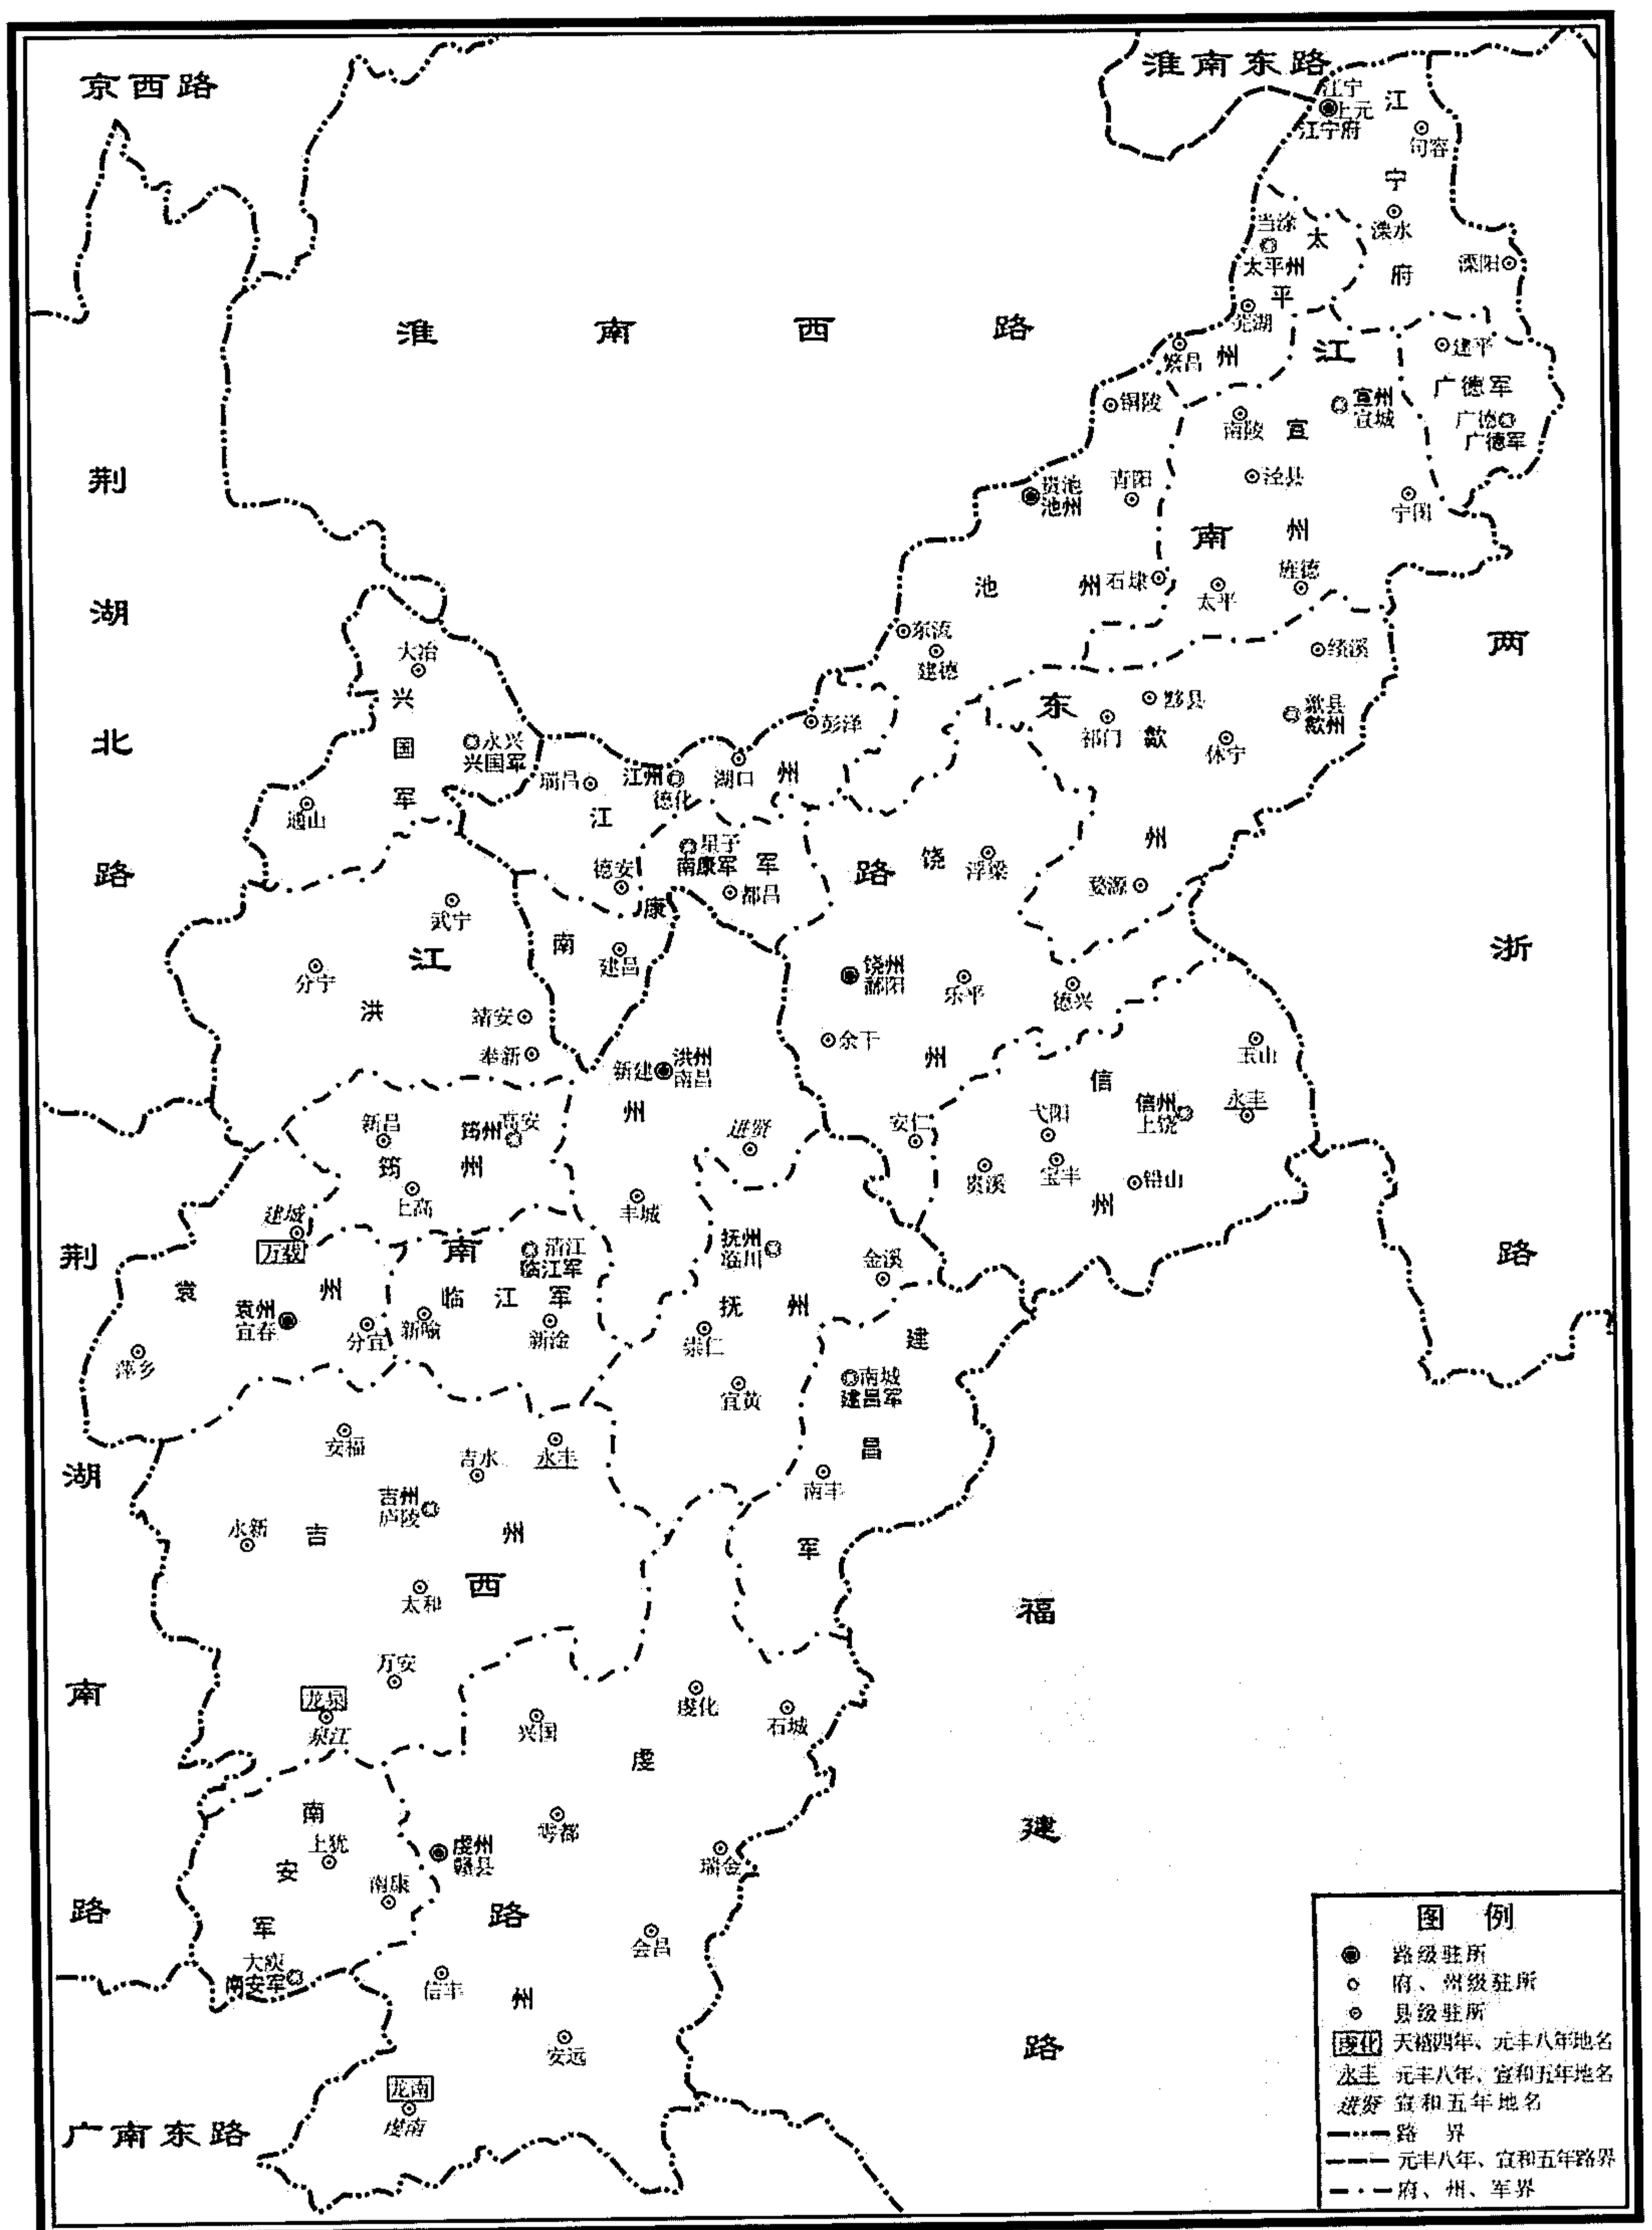 京西路
淮南东路
淮南西路
荆湖北路
荆湖南路
广南东路
福建路
两浙路
江南东路
江南西路
江宁府
江宁
上元
江宁府
句容
溧水
溧阳
太平州
当涂
太平州
芜湖
繁昌
广德军
建平
广德
广德军
宣州
宣州
宣城
南陵
泾县
宁国
旌德
太平
池州
铜陵
贵池
池州
青阳
石埭
东流
建德
歙州
绩溪
歙县
歙州
黟县
祁门
休宁
婺源
江州
彭泽
湖口
江州
德化
瑞昌
德安
南康军
星子
南康军
都昌
建昌
饶州
浮梁
饶州
鄱阳
乐平
德兴
余干
安仁
信州
玉山
永丰
信州
上饶
弋阳
宝丰
贵溪
铅山
兴国军
大冶
永兴
兴国军
通山
洪州
武宁
分宁
靖安
奉新
新建
洪州
南昌
进贤
丰城
筠州
新昌
筠州
高安
上高
袁州
建城
万载
袁州
宜春
分宜
萍乡
临江军
清江
临江军
新喻
新淦
抚州
抚州
临川
金溪
崇仁
宜黄
建昌军
南城
建昌军
南丰
吉州
安福
吉水
永丰
吉州
庐陵
永新
太和
万安
龙泉
泉江
虔州
虔化
石城
兴国
雩都
虔州
赣县
瑞金
会昌
信丰
安远
龙南
虔南
南安军
上犹
南康
大庾
南安军
图例
路级驻所
府、州级驻所
县级驻所
虔化 天禧四年、元丰八年地名
永丰 元丰八年、宣和五年地名
进贤 宣和五年地名
路界
元丰八年、宣和五年路界
府、州、军界